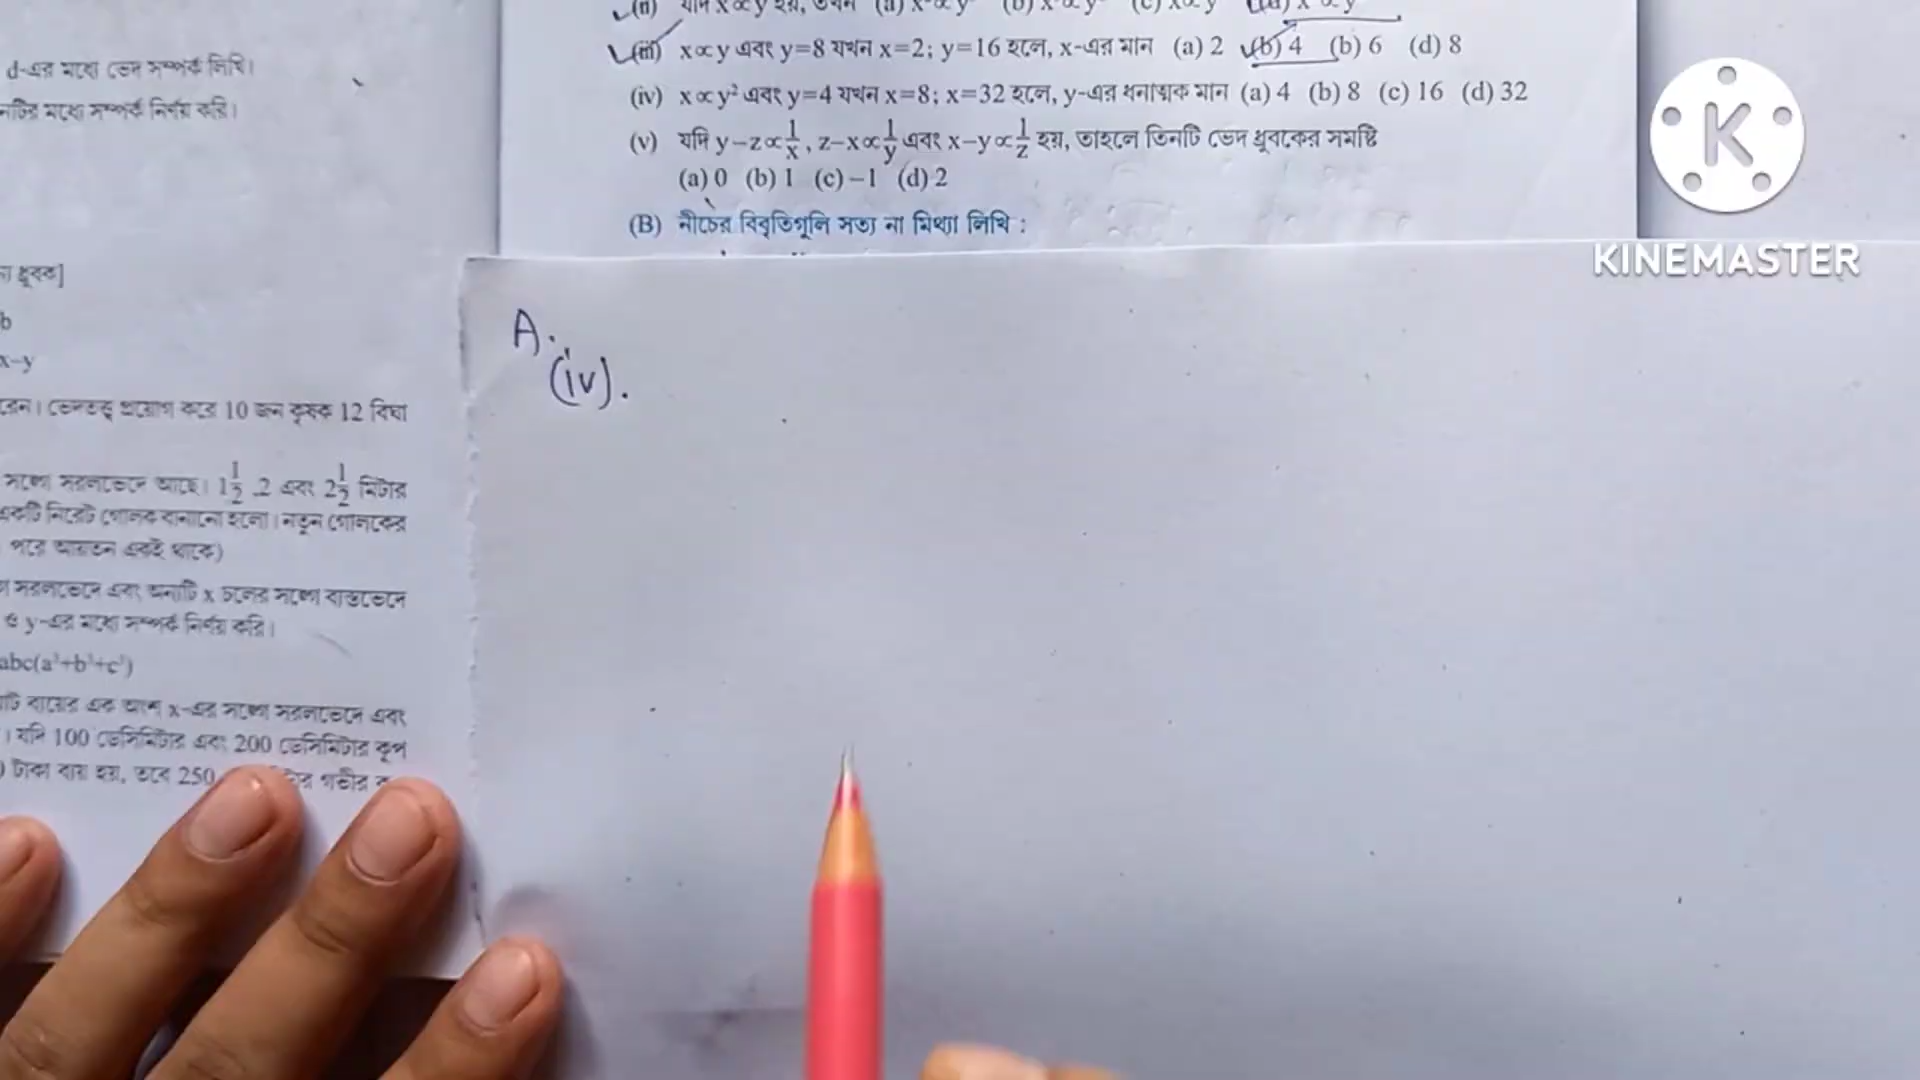 d-এর মধ্যে ভেদ সম্পর্ক লিখি।
মধ্যে সম্পর্ক নির্ণয় করি।
ধ্রুবক]
b
x–y
ভেদতত্ত্ব প্রয়োগ করে 10 জন কৃষক 12 বিঘা
সঙ্গে সরলভেদে আছে। 1½, 2 এবং 2½ মিটার
একটি নিরেট গোলক বানানো হলো। নতুন গোলকের
পরে আয়তন একই থাকে)
সরলভেদে এবং অন্যটি x চলের সঙ্গে ব্যস্তভেদে
ও y-এর মধ্যে সম্পর্ক নির্ণয় করি।
abc(a³+b³+c³)
ব্যয়ের এক অংশ x-এর সঙ্গে সরলভেদে এবং
। যদি 100 ডেসিমিটার এবং 200 ডেসিমিটার কূপ
টাকা ব্যয় হয়, তবে 250 গভীর
(ii) যদি x∝y হয়, তখন (a) (b) (c) (d)
(iii) x∝y এবং y=8 যখন x=2; y=16 হলে, x-এর মান (a) 2 (b) 4 (b) 6 (d) 8
(iv) x∝y² এবং y=4 যখন x=8; x=32 হলে, y-এর ধনাত্মক মান (a) 4 (b) 8 (c) 16 (d) 32
(v) যদি y–z∝1/x, z–x∝1/y এবং x–y∝1/z হয়, তাহলে তিনটি ভেদ ধ্রুবকের সমষ্টি
(a) 0 (b) 1 (c) –1 (d) 2
(B) নীচের বিবৃতিগুলি সত্য না মিথ্যা লিখি :
A.
(iv).
K
KINEMASTER